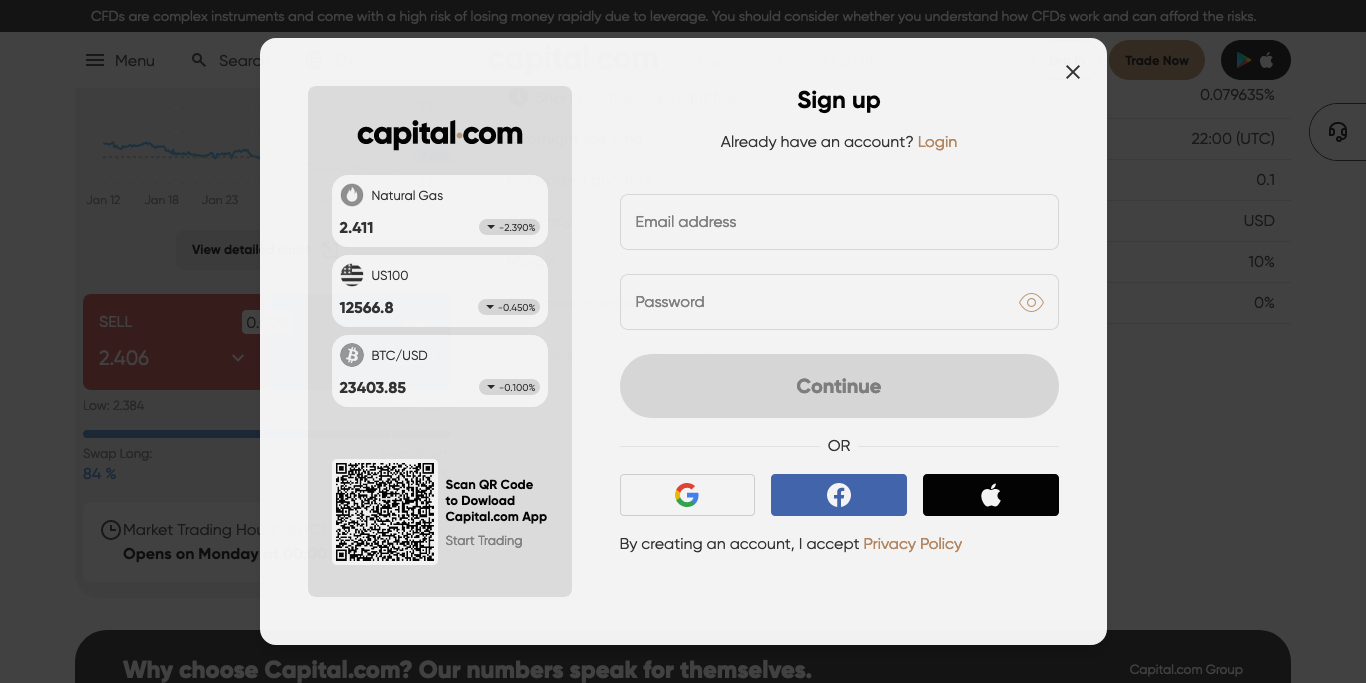 CFDs are complex instruments and come with a high risk of losing money rapidly due to leverage. You should consider whether you understand how CFDs work and can afford the risks.
Menu
Searc
Trade Now
0.079635%
22:00 (UTC)
0.1
USD
10%
0%
Jan 12 Jan 18 Jan 23
View detaile
SELL
0.
2.406
Low: 2.384
Swap Long:
84 %
Market Trading Hou
Opens on Monday
capital.com
Natural Gas
2.411
-2.390%
US100
12566.8
-0.450%
BTC/USD
23403.85
-0.100%
Scan QR Code
to Dowload
Capital.com App
Start Trading
Sign up
Already have an account? Login
Email address
Password
Continue
OR
By creating an account, I accept Privacy Policy
Why choose Capital.com? Our numbers speak for themselves.
Capital.com Group